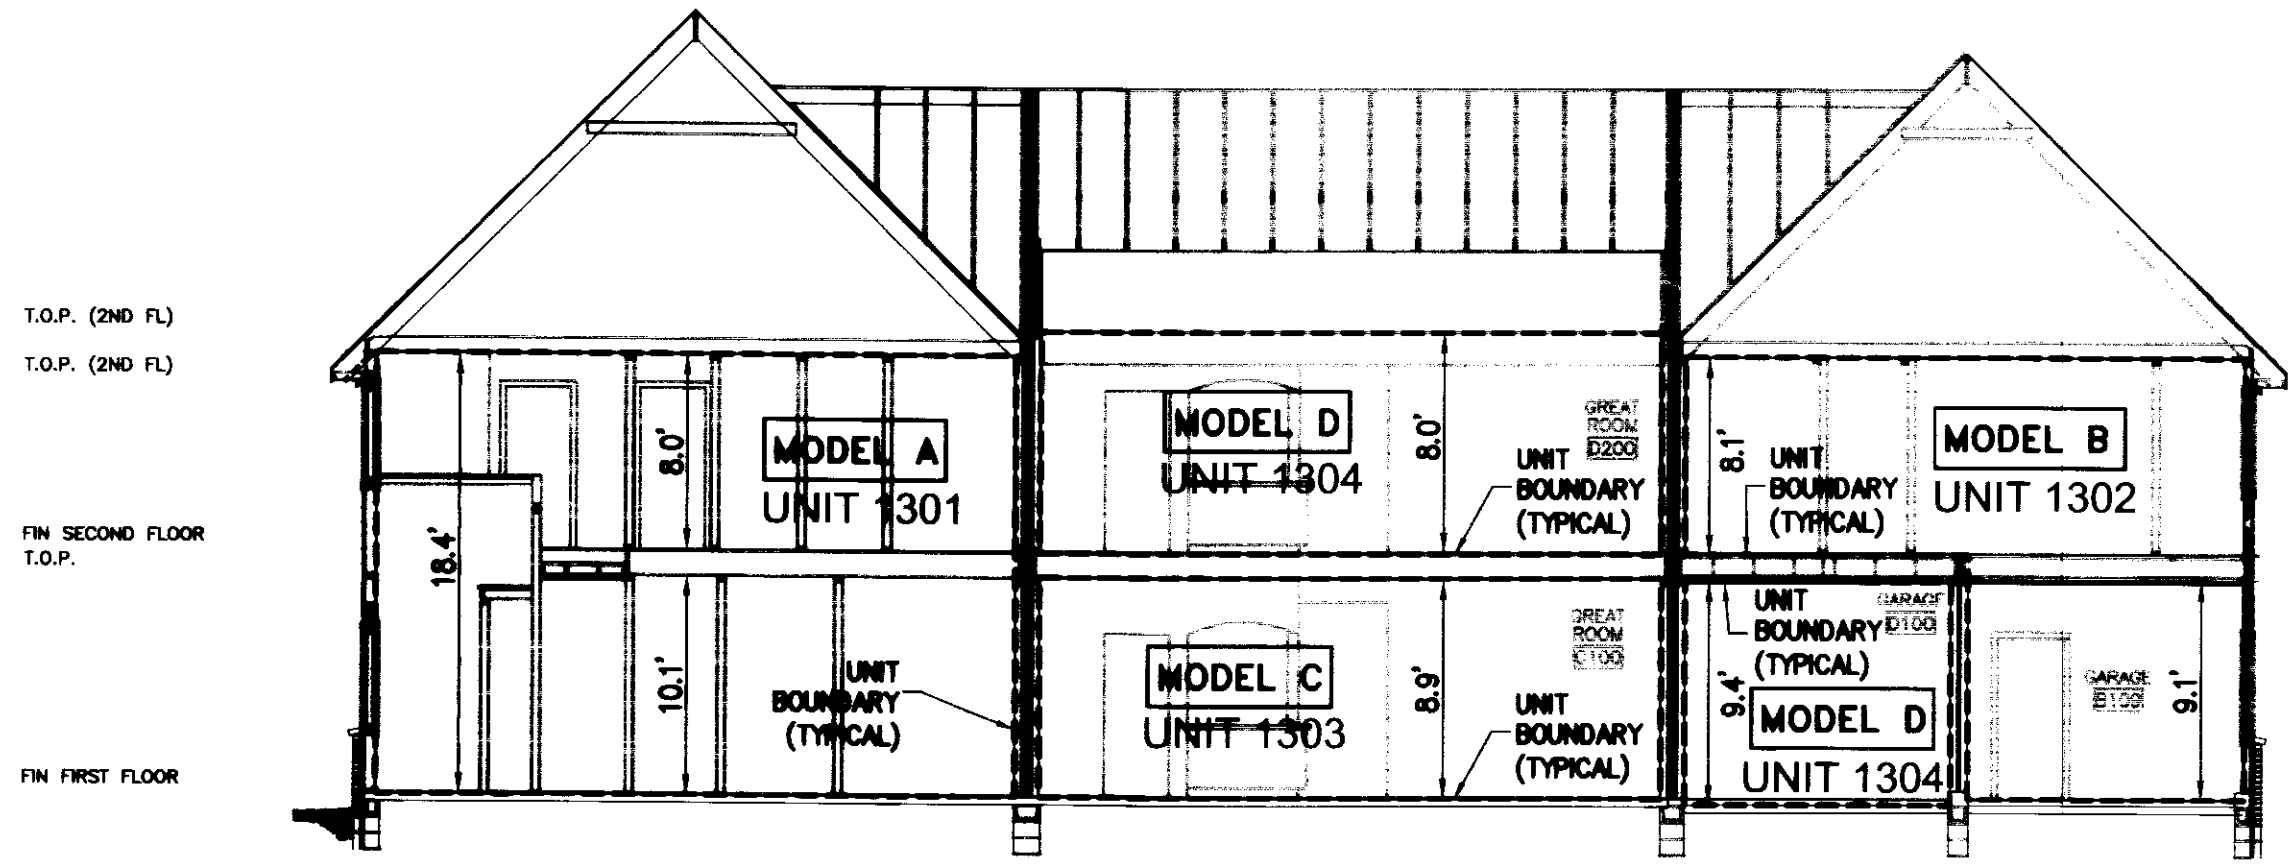 T.O.P. (2ND FL)
T.O.P. (2ND FL)
FIN SECOND FLOOR
T.O.P.
FIN FIRST FLOOR
18.4'
8.0'
MODEL A
UNIT 1301
10.1'
UNIT
BOUNDARY
(TYPICAL)
MODEL D
UNIT 1304
8.0'
GREAT
ROOM
D200
UNIT
BOUNDARY
(TYPICAL)
MODEL C
UNIT 1303
8.9'
GREAT
ROOM
C100
UNIT
BOUNDARY
(TYPICAL)
8.1'
UNIT
BOUNDARY
(TYPICAL)
MODEL B
UNIT 1302
UNIT
BOUNDARY
(TYPICAL)
GARAGE
D100
9.4'
MODEL D
UNIT 1304
GARAGE
B100
9.1'